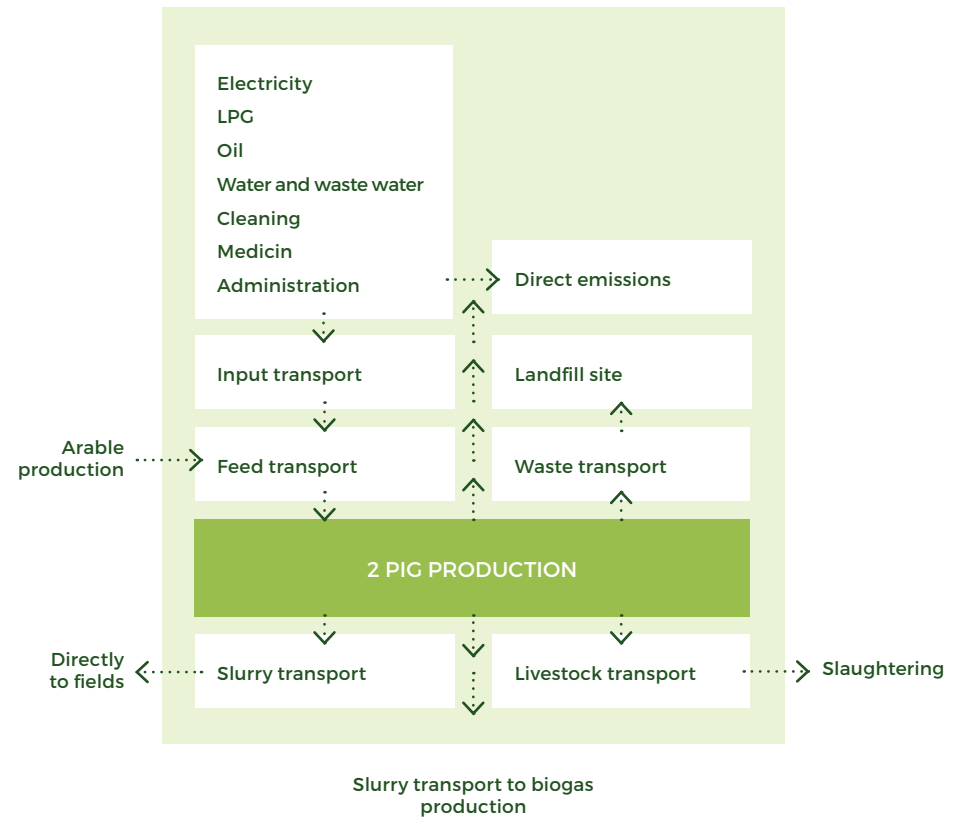 Electricity
LPG
Oil
Water and waste water
Cleaning
Medicin
Administration
Direct emissions
Input transport
Landfill site
Arable
production
Feed transport
Waste transport
2 PIG PRODUCTION
Directly
to fields
Slurry transport
Livestock transport
Slaughtering
Slurry transport to biogas
production